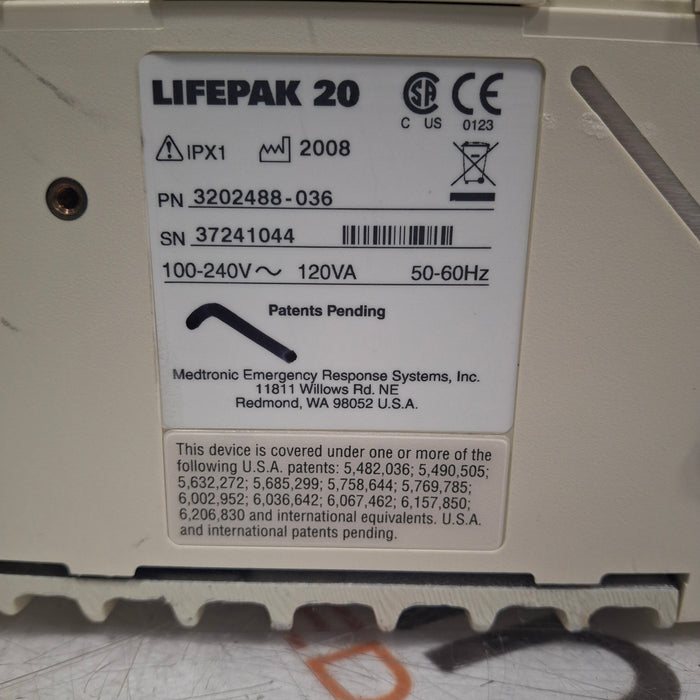 LIFEPAK 20
C US 0123
IPX1 2008
PN 3202488-036
SN 37241044
100-240V~ 120VA 50-60Hz
Patents Pending
Medtronic Emergency Response Systems, Inc.
11811 Willows Rd. NE
Redmond, WA 98052 U.S.A.
This device is covered under one or more of the
following U.S.A. patents: 5,482,036; 5,490,505;
5,632,272; 5,685,299; 5,758,644; 5,769,785;
6,002,952; 6,036,642; 6,067,462; 6,157,850;
6,206,830 and international equivalents. U.S.A.
and international patents pending.